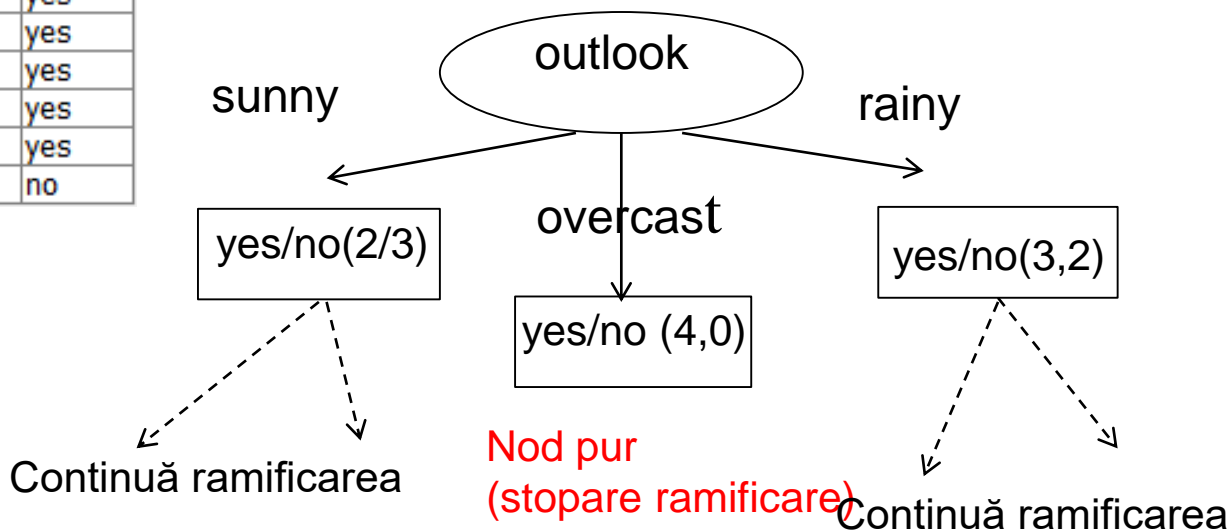 yes
yes
yes
yes
yes
no
outlook
sunny
rainy
overcast
yes/no(2/3)
yes/no (4,0)
yes/no(3,2)
Continuă ramificarea
Nod pur
(stopare ramificare)
Continuă ramificarea